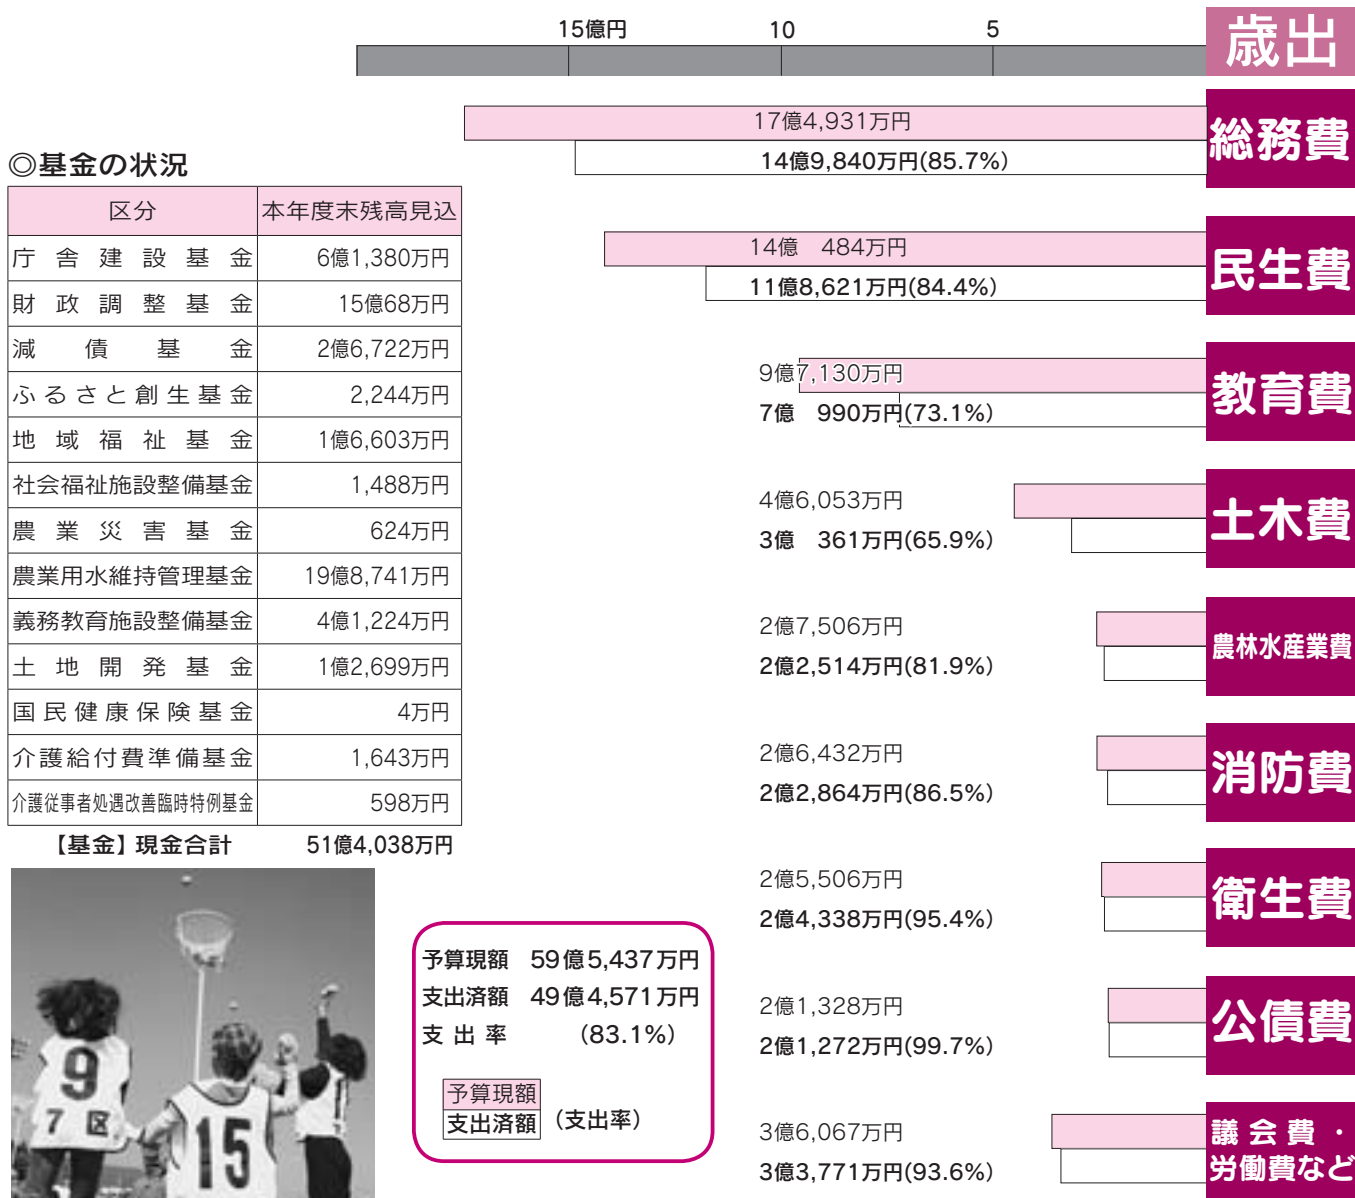 15億円 10 5 歳出
総務費
17億4,931万円
14億9,840万円(85.7%)
民生費
14億 484万円
11億8,621万円(84.4%)
教育費
9億7,130万円
7億 990万円(73.1%)
土木費
4億6,053万円
3億 361万円(65.9%)
農林水産業費
2億7,506万円
2億2,514万円(81.9%)
消防費
2億6,432万円
2億2,864万円(86.5%)
衛生費
2億5,506万円
2億4,338万円(95.4%)
公債費
2億1,328万円
2億1,272万円(99.7%)
議会費・
労働費など
3億6,067万円
3億3,771万円(93.6%)
◎基金の状況
区分 本年度末残高見込
庁舎建設基金 6億1,380万円
財政調整基金 15億68万円
減債基金 2億6,722万円
ふるさと創生基金 2,244万円
地域福祉基金 1億6,603万円
社会福祉施設整備基金 1,488万円
農業災害基金 624万円
農業用水維持管理基金 19億8,741万円
義務教育施設整備基金 4億1,224万円
土地開発基金 1億2,699万円
国民健康保険基金 4万円
介護給付費準備基金 1,643万円
介護従事者処遇改善臨時特例基金 598万円
【基金】現金合計 51億4,038万円
予算現額 59億5,437万円
支出済額 49億4,571万円
支出率 (83.1%)
予算現額
支出済額 (支出率)
9
7区
15